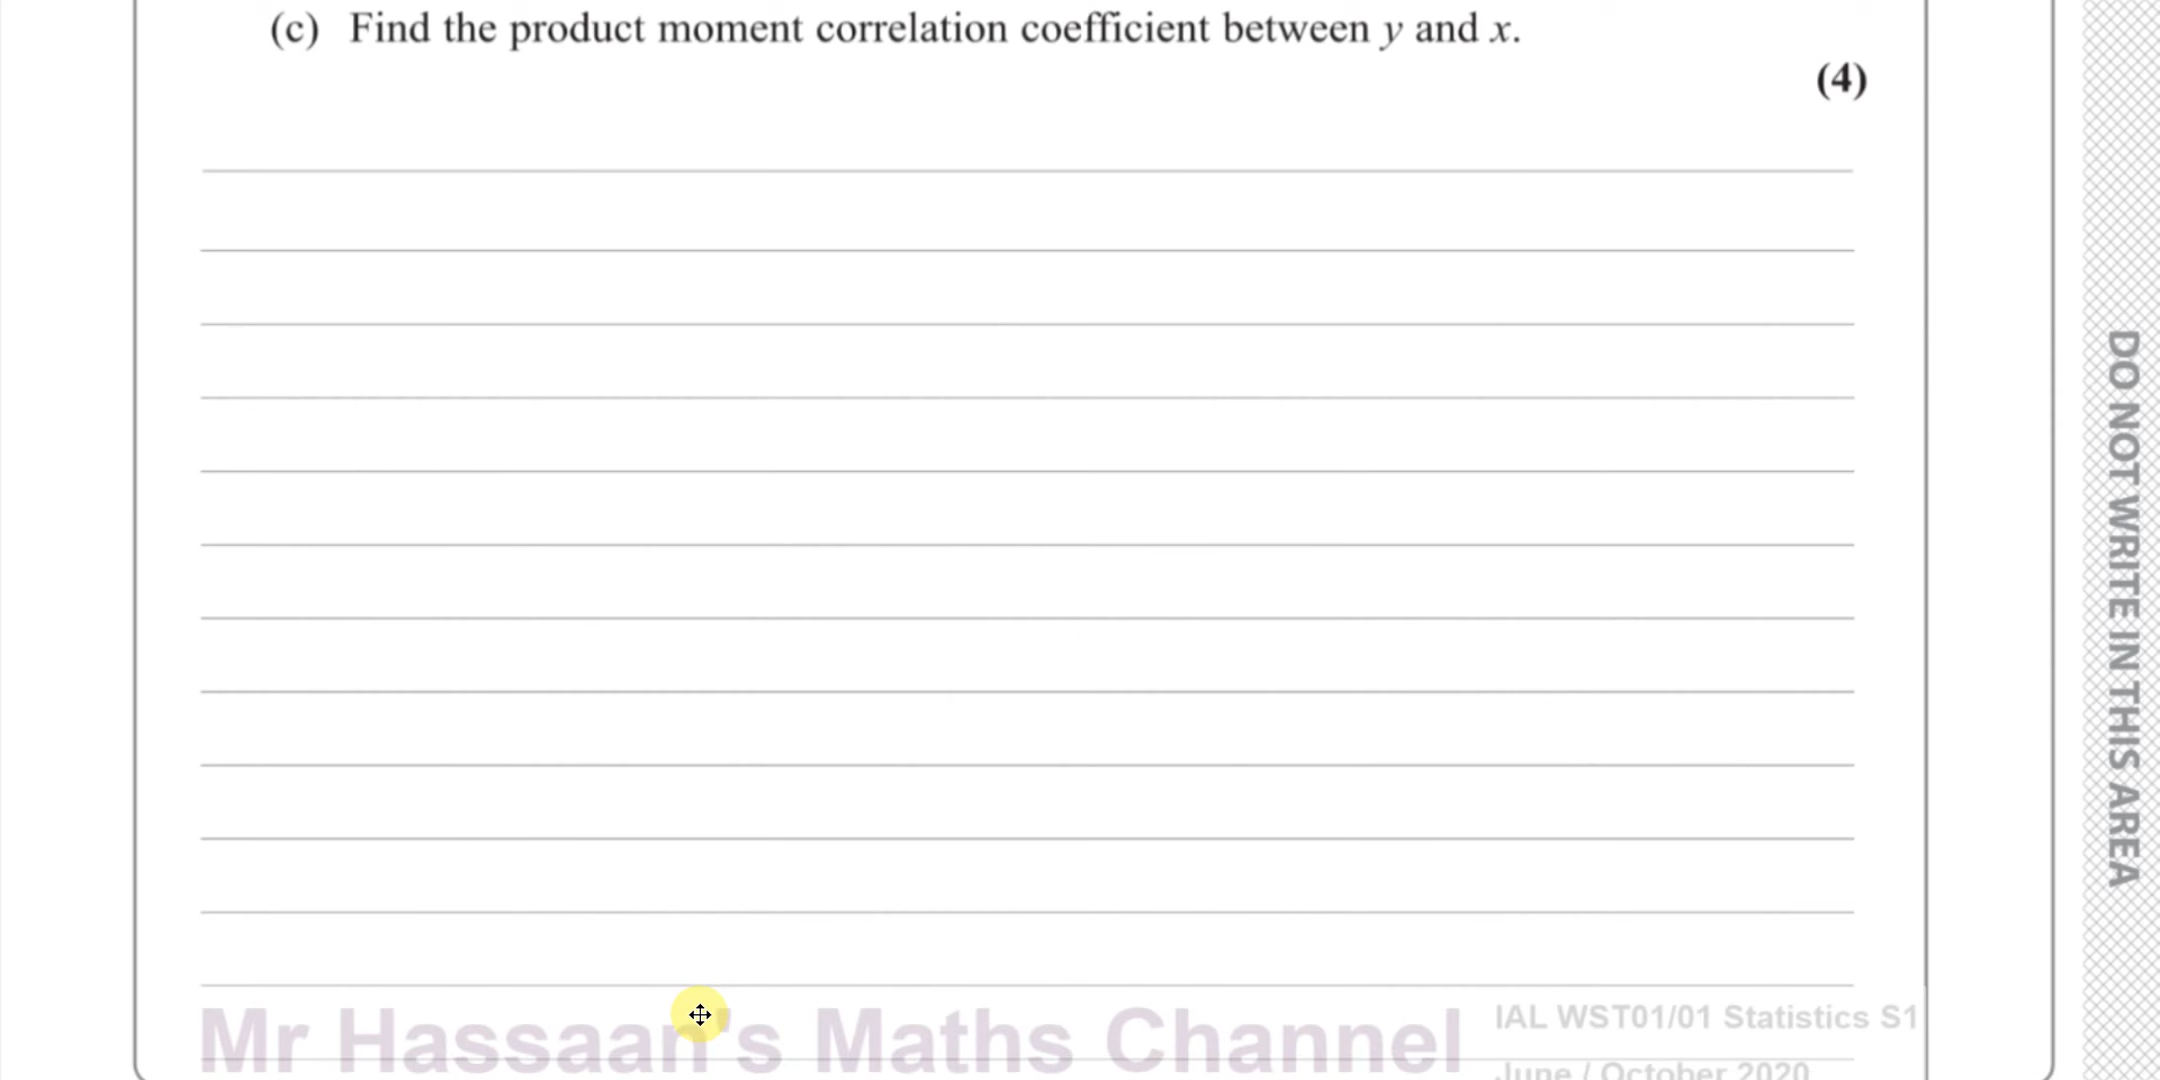 (c) Find the product moment correlation coefficient between y and x.
(4)
DO NOT WRITE IN THIS AREA
Mr Hassaan's Maths Channel
IAL WST01/01 Statistics S1
June / October 2020